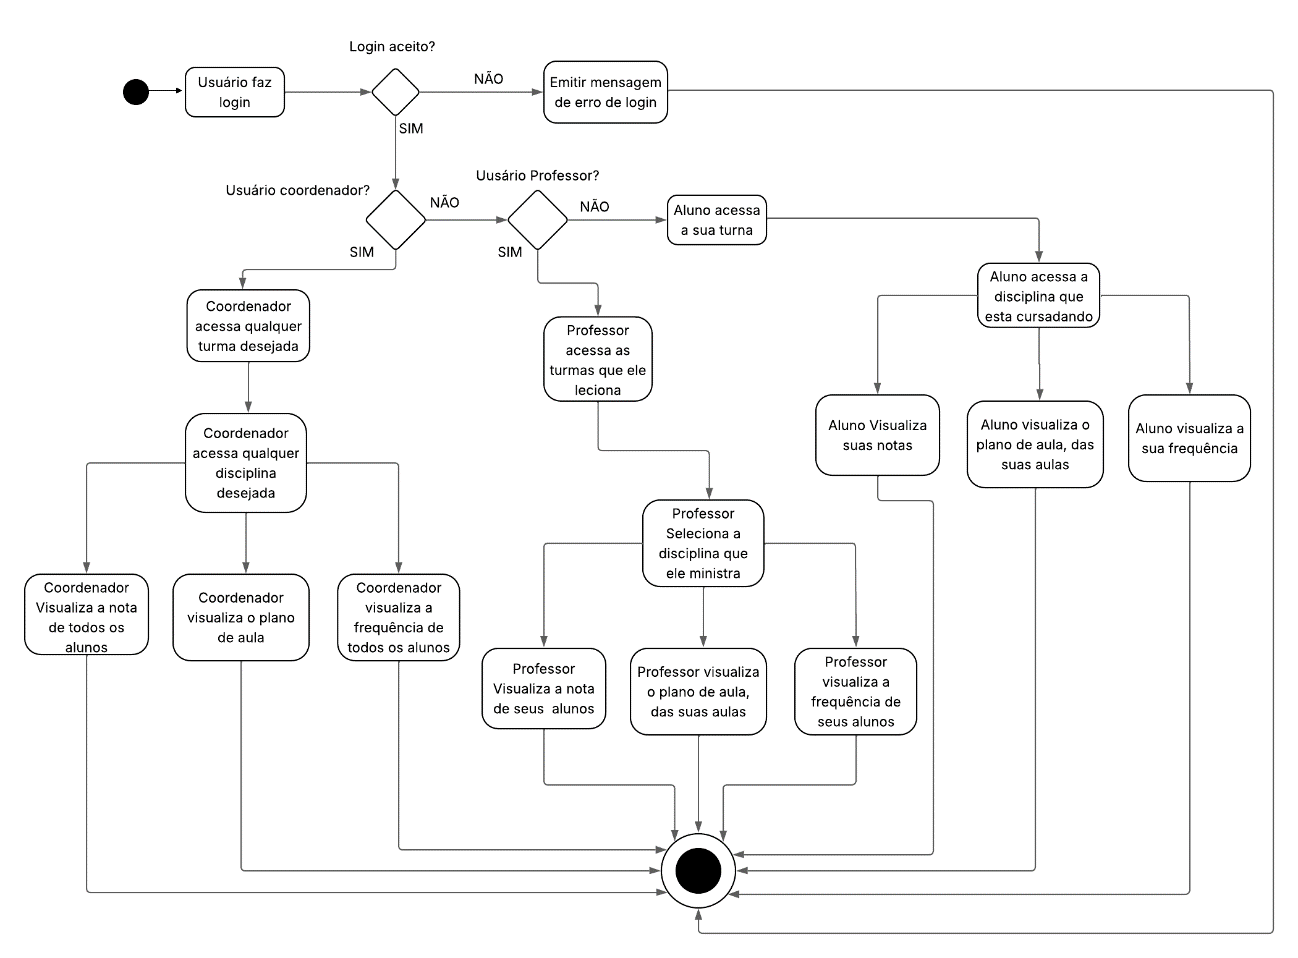 Login aceito?
Usuário faz
login
NÃO
Emitir mensagem
de erro de login
SIM
Usuário coordenador?
NÃO
Uusário Professor?
NÃO
Aluno acessa
a sua turna
SIM
SIM
Aluno acessa a
disciplina que
esta cursadando
Coordenador
acessa qualquer
turma desejada
Professor
acessa as
turmas que ele
leciona
Coordenador
acessa qualquer
disciplina
desejada
Aluno Visualiza
suas notas
Aluno visualiza o
plano de aula, das
suas aulas
Aluno visualiza a
sua frequência
Professor
Seleciona a
disciplina que
ele ministra
Coordenador
Visualiza a nota
de todos os
alunos
Coordenador
visualiza o plano
de aula
Coordenador
visualiza a
frequência de
todos os alunos
Professor
Visualiza a nota
de seus  alunos
Professor visualiza
o plano de aula,
das suas aulas
Professor
visualiza a
frequência de
seus alunos